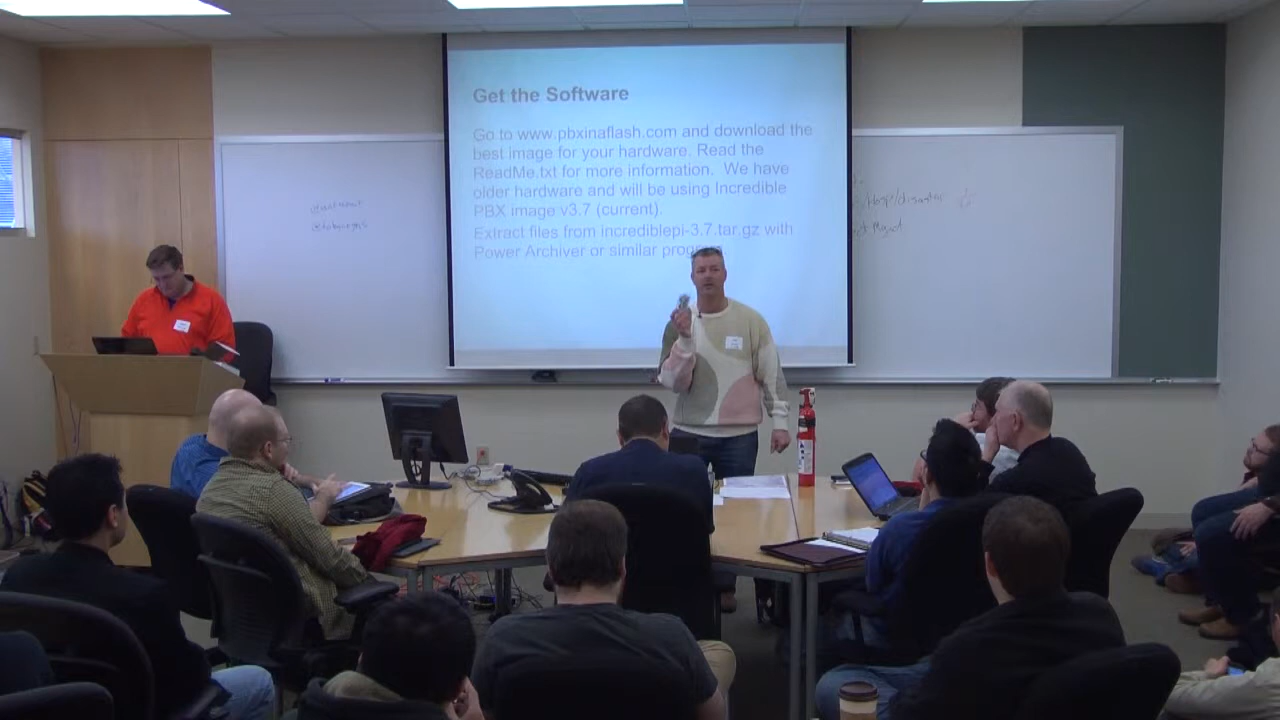 Get the Software
Go to www.pbxinaflash.com and download the
best image for your hardware. Read the
ReadMe.txt for more information. We have
older hardware and will be using Incredible
PBX image v3.7 (current).
Extract files from incrediblepi-3.7.tar.gz with
Power Archiver or similar